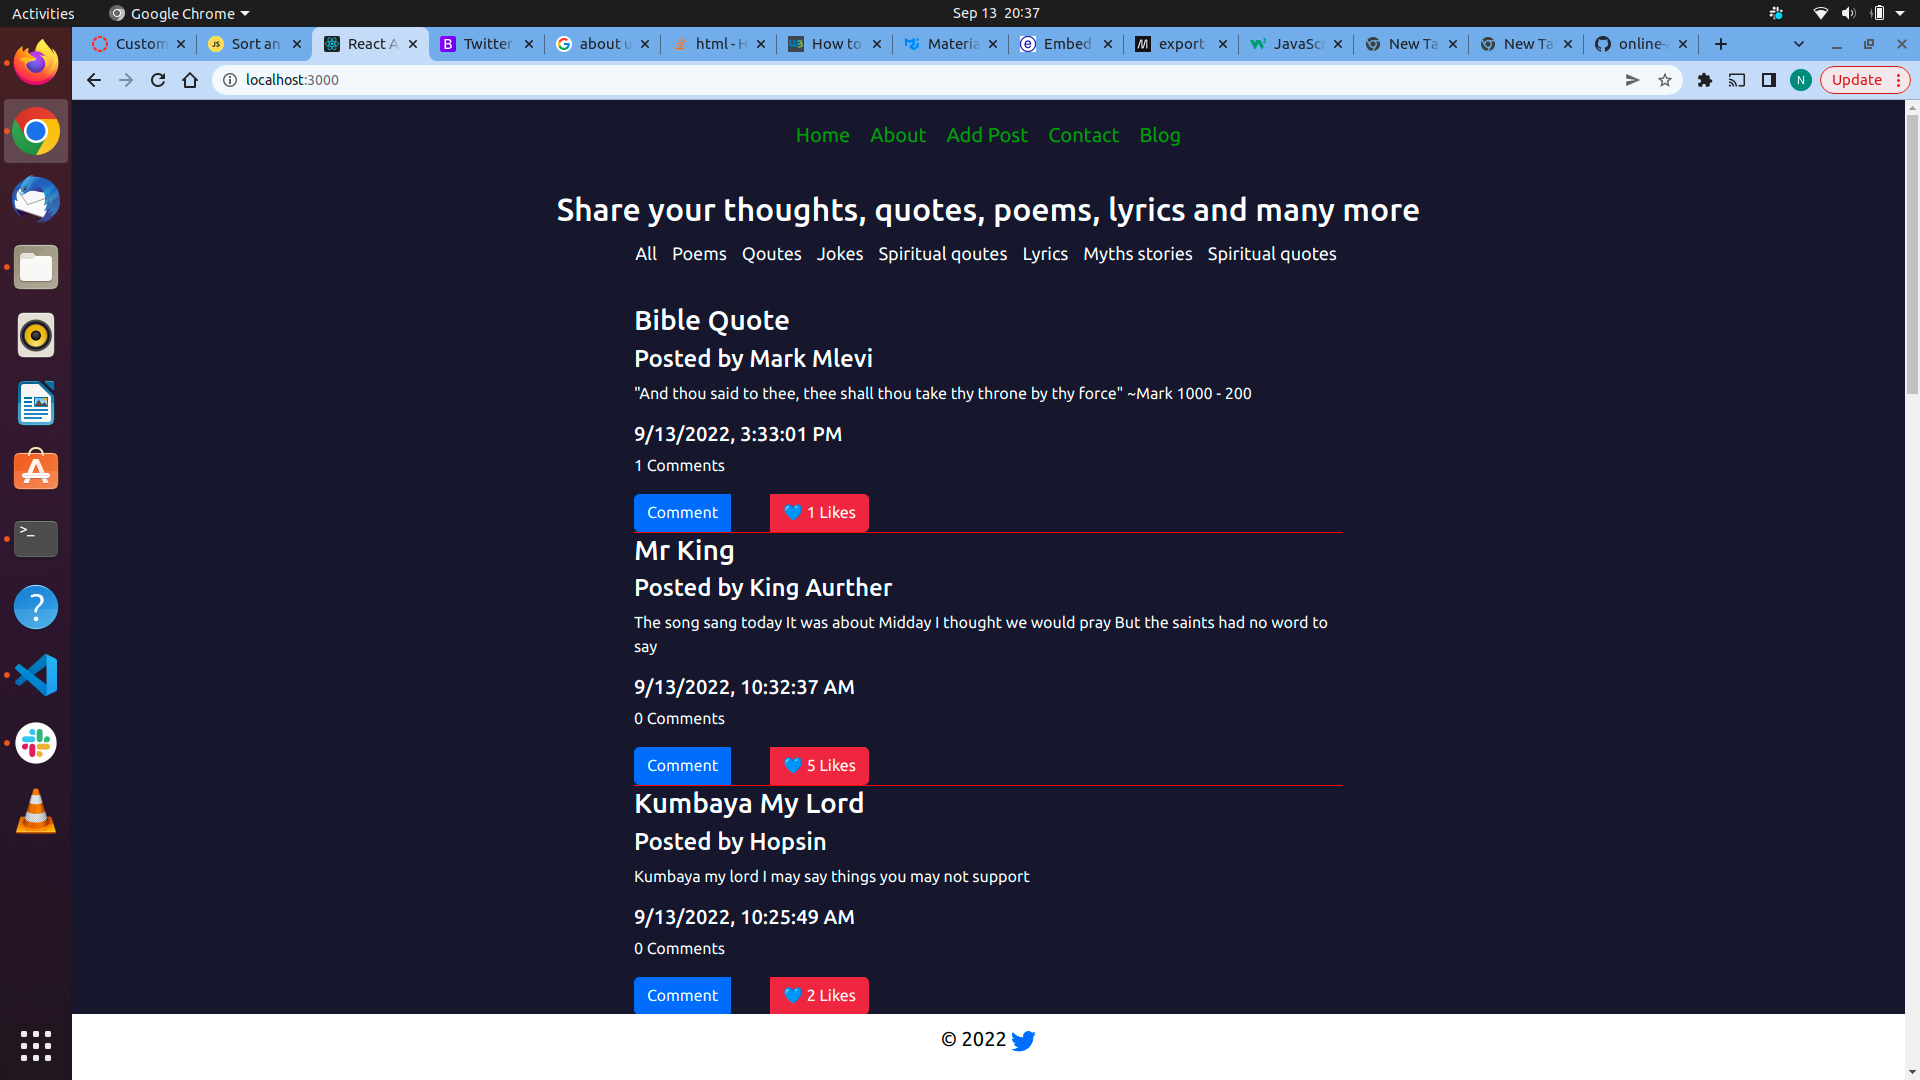 Activities Google Chrome Sep 13 20:37
Custom Sort an React A Twitter about u html - H How to Materia Embed export - JavaSc New Ta New Ta online-
localhost:3000 N Update
Home About Add Post Contact Blog
Share your thoughts, quotes, poems, lyrics and many more
All Poems Qoutes Jokes Spiritual qoutes Lyrics Myths stories Spiritual quotes
Bible Quote
Posted by Mark Mlevi
"And thou said to thee, thee shall thou take thy throne by thy force" ~Mark 1000 - 200
9/13/2022, 3:33:01 PM
1 Comments
Comment 💙 1 Likes
Mr King
Posted by King Aurther
The song sang today It was about Midday I thought we would pray But the saints had no word to
say
9/13/2022, 10:32:37 AM
0 Comments
Comment 💙 5 Likes
Kumbaya My Lord
Posted by Hopsin
Kumbaya my lord I may say things you may not support
9/13/2022, 10:25:49 AM
0 Comments
Comment 💙 2 Likes
© 2022